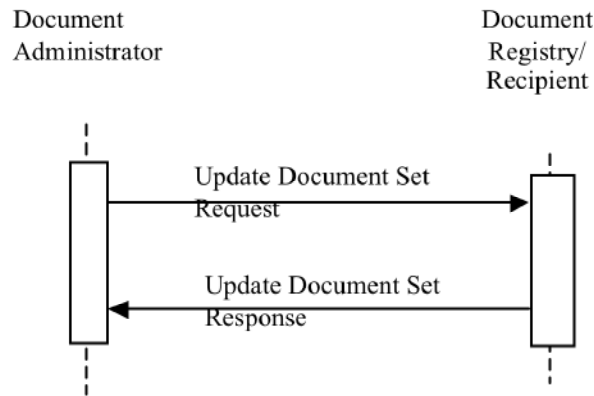 Document
Administrator
Document
Registry/
Recipient
Update Document Set
Request
Update Document Set
Response